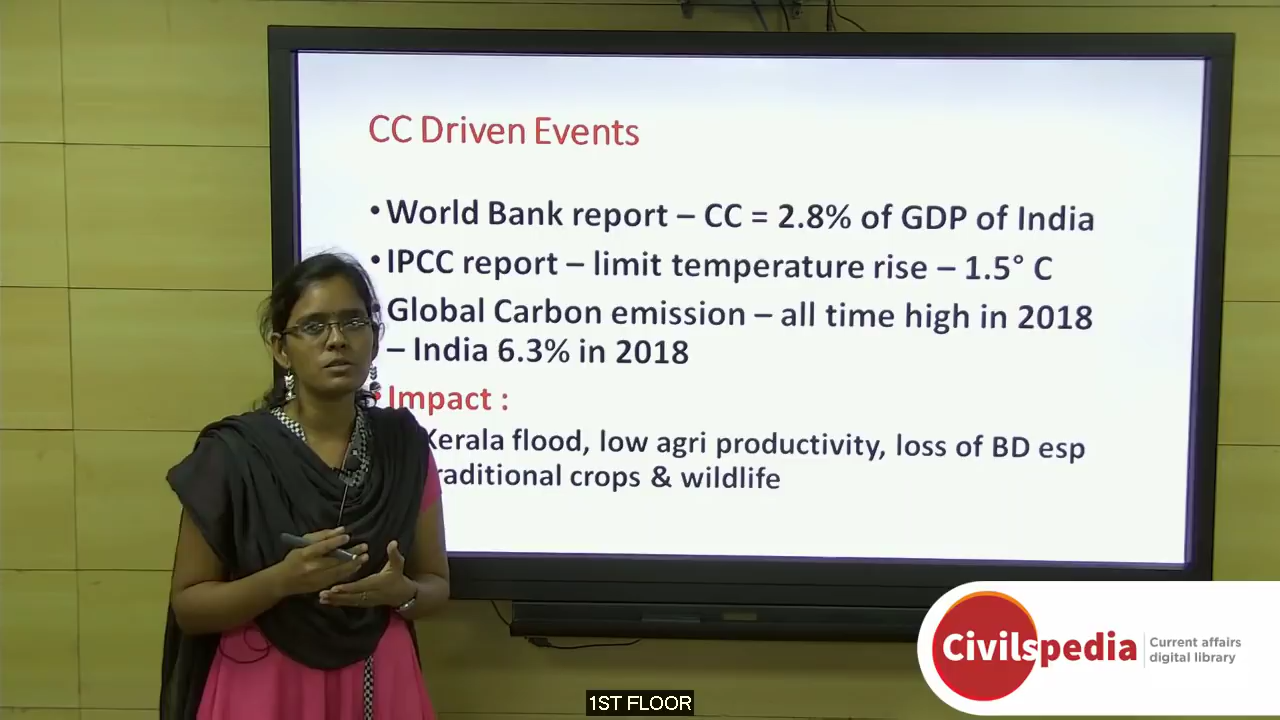 CC Driven Events
• World Bank report – CC = 2.8% of GDP of India
• IPCC report – limit temperature rise – 1.5° C
• Global Carbon emission – all time high in 2018
– India 6.3% in 2018
• Impact :
Kerala flood, low agri productivity, loss of BD esp
raditional crops & wildlife
Civilspedia
Current affairs
digital library
1ST FLOOR